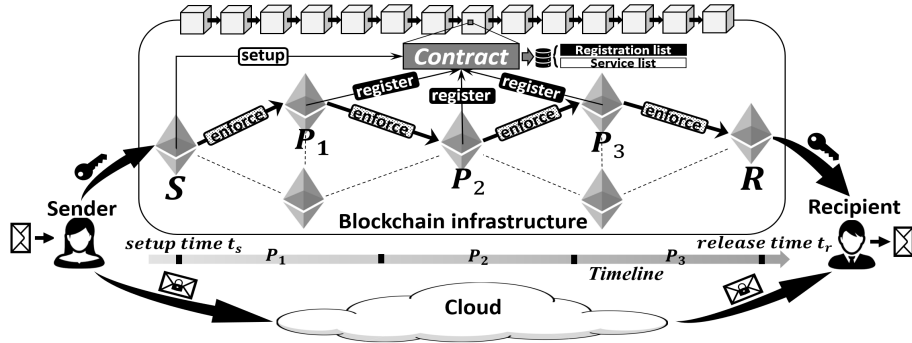 Contract
Registration list
Service list
setup
register
register
register
enforce
enforce
enforce
enforce
P1
P3
S
P2
R
Sender
Recipient
Blockchain infrastructure
setup time ts
release time tr
P1
P2
P3
Timeline
Cloud